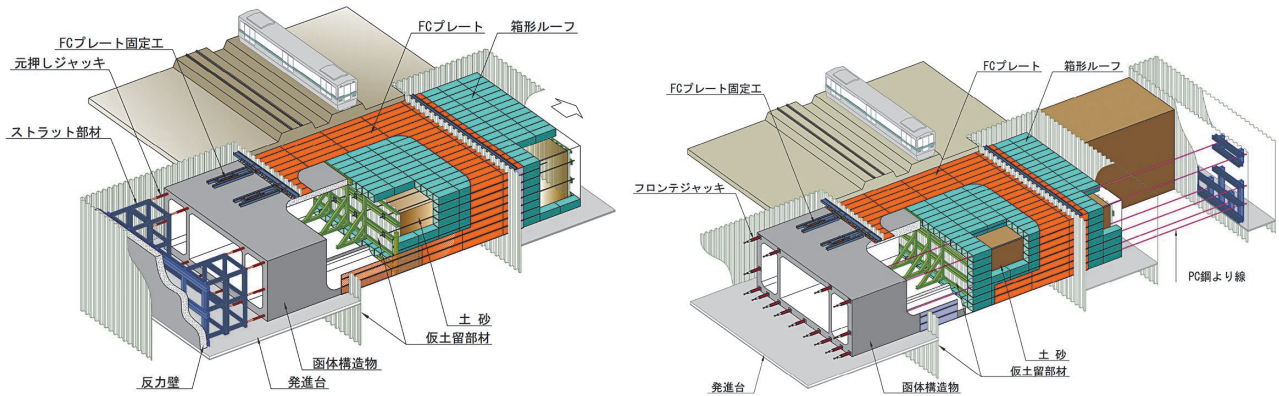 FCプレート
箱形ルーフ
FCプレート固定工
元押しジャッキ
ストラット部材
土 砂
仮土留部材
函体構造物
発進台
反力壁
FCプレート
箱形ルーフ
FCプレート固定工
フロンテジャッキ
PC鋼より線
土 砂
仮土留部材
函体構造物
発進台